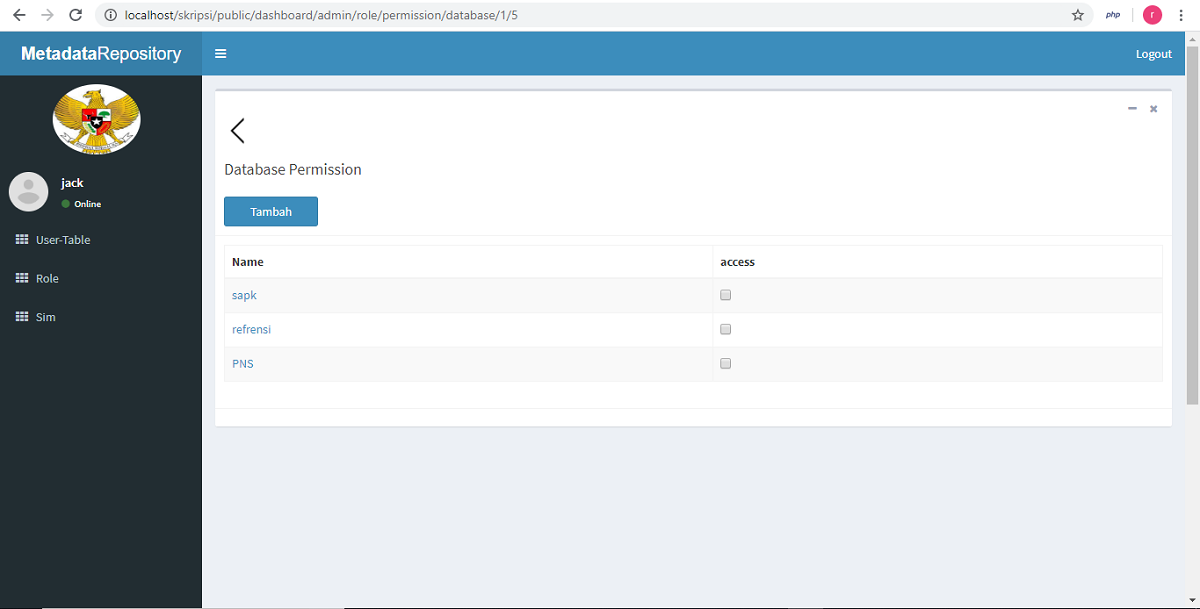 localhost/skripsi/public/dashboard/admin/role/permission/database/1/5
php
r
MetadataRepository
Logout
jack
Online
User-Table
Role
Sim
Database Permission
Tambah
Name access
sapk
refrensi
PNS